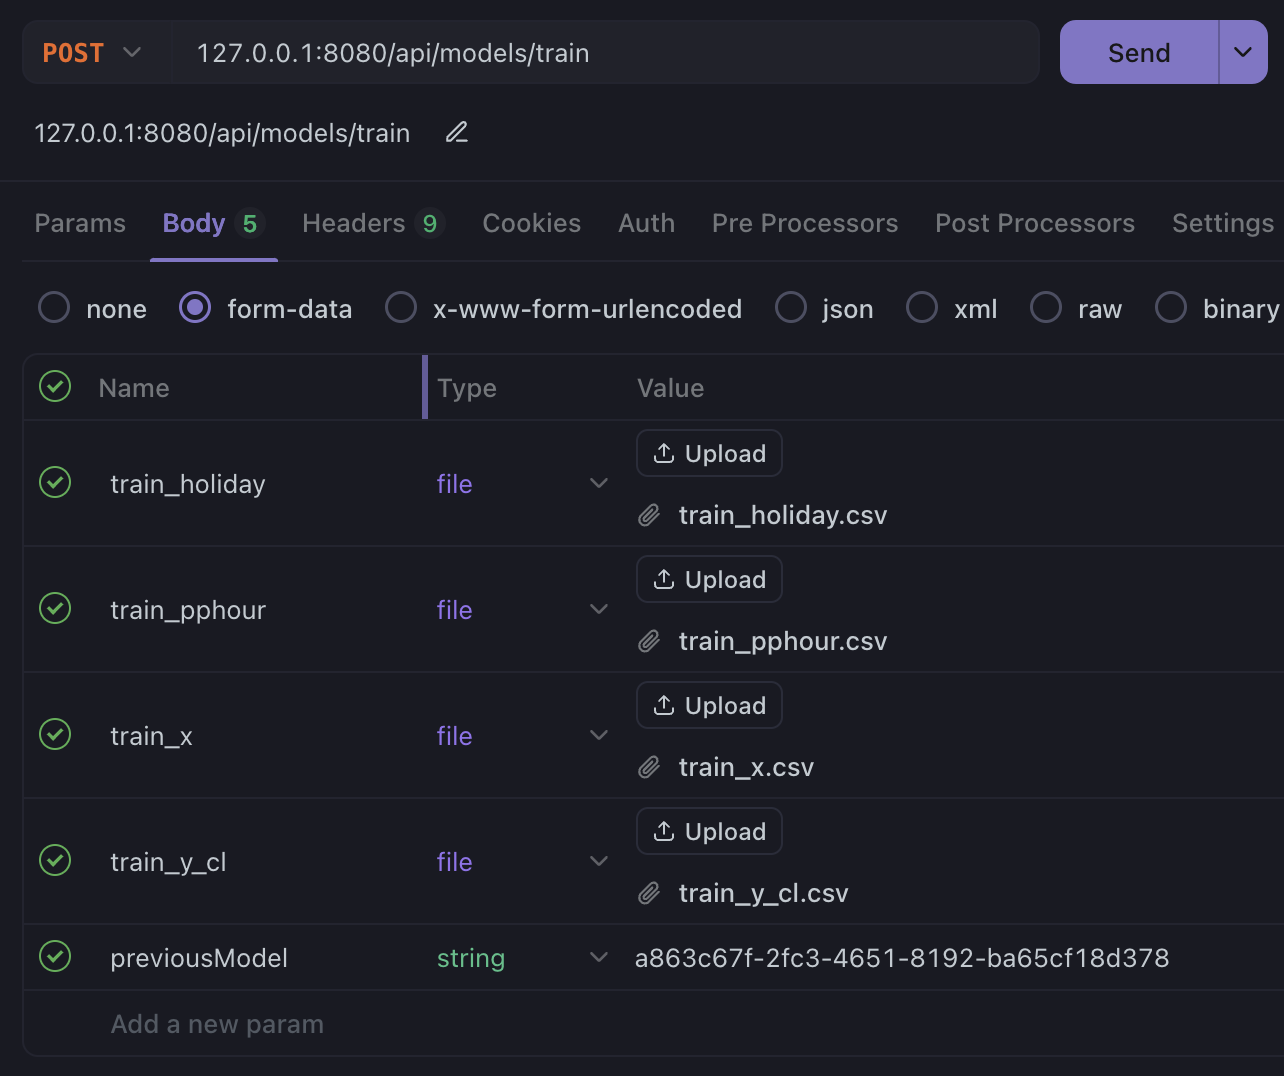 POST 127.0.0.1:8080/api/models/train Send
127.0.0.1:8080/api/models/train
Params Body 5 Headers 9 Cookies Auth Pre Processors Post Processors Settings
none form-data x-www-form-urlencoded json xml raw binary
Name Type Value
train_holiday file Upload
train_holiday.csv
train_pphour file Upload
train_pphour.csv
train_x file Upload
train_x.csv
train_y_cl file Upload
train_y_cl.csv
previousModel string a863c67f-2fc3-4651-8192-ba65cf18d378
Add a new param